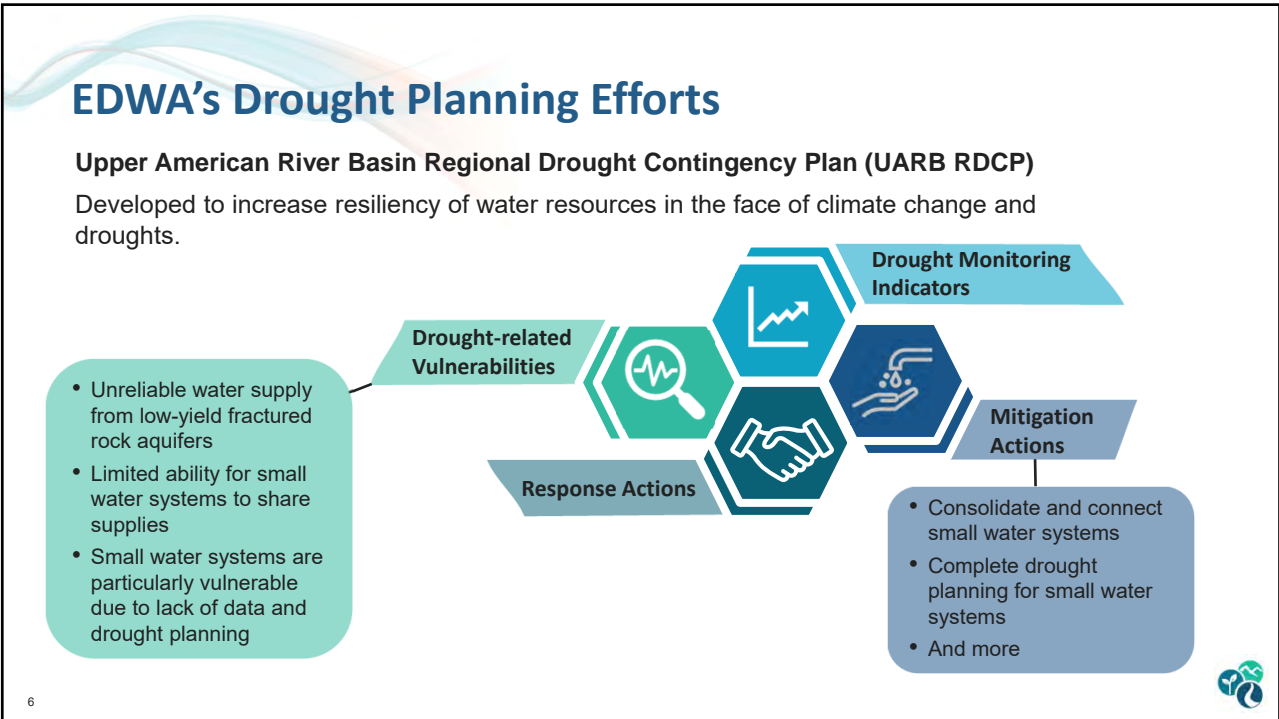 EDWA’s Drought Planning Efforts
Upper American River Basin Regional Drought Contingency Plan (UARB RDCP)
Developed to increase resiliency of water resources in the face of climate change and
droughts.
Drought Monitoring
Indicators
Drought-related
Vulnerabilities
• Unreliable water supply
from low-yield fractured
rock aquifers
• Limited ability for small
water systems to share
supplies
• Small water systems are
particularly vulnerable
due to lack of data and
drought planning
Response Actions
Mitigation
Actions
• Consolidate and connect
small water systems
• Complete drought
planning for small water
systems
• And more
6